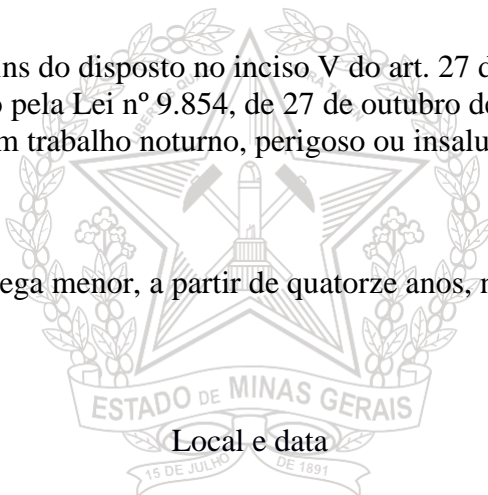 ns do disposto no inciso V do art. 27 d
pela Lei nº 9.854, de 27 de outubro de
m trabalho noturno, perigoso ou insalu
ega menor, a partir de quatorze anos,
ESTADO DE MINAS GERAIS
Local e data
15 DE JULHO DE 1891